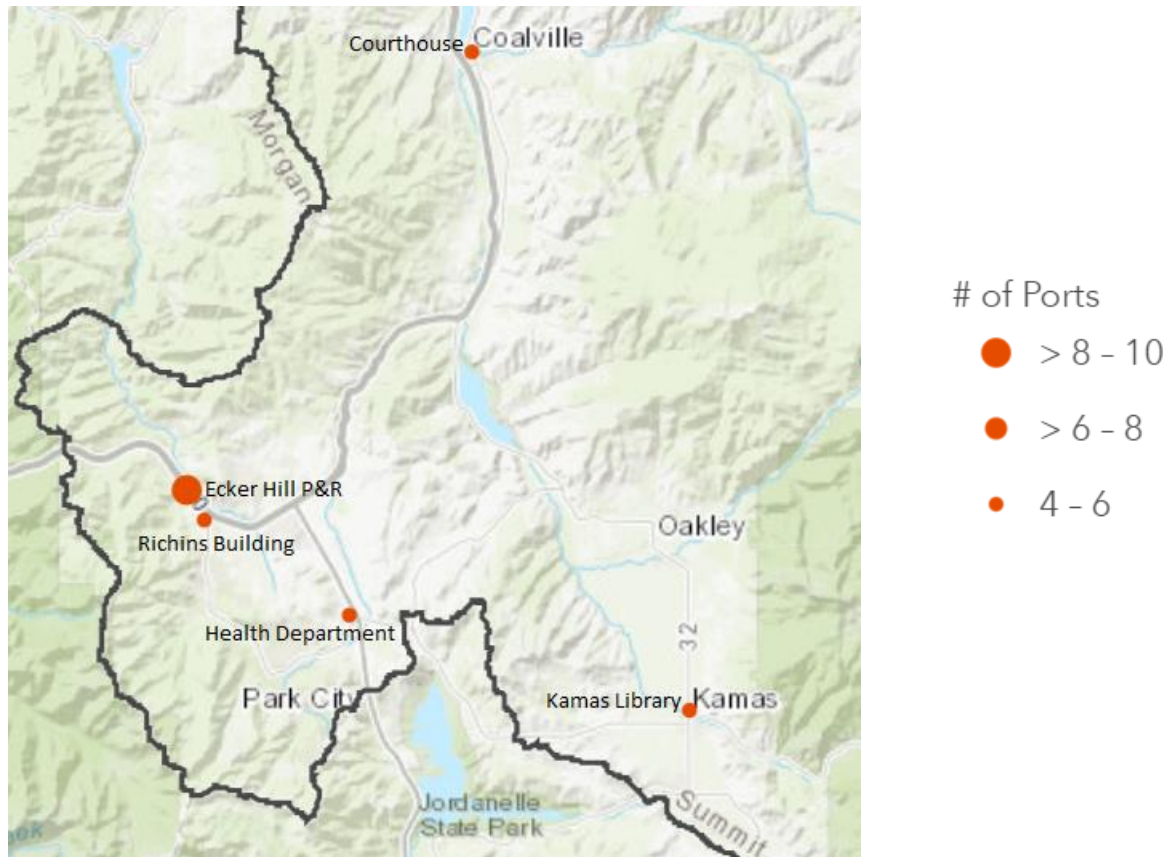 Courthouse
Coalville
Morgan
# of Ports
> 8 - 10
> 6 - 8
4 - 6
Ecker Hill P&R
Richins Building
Oakley
Health Department
32
Park City
Kamas Library
Kamas
Jordanelle
State Park
Summit